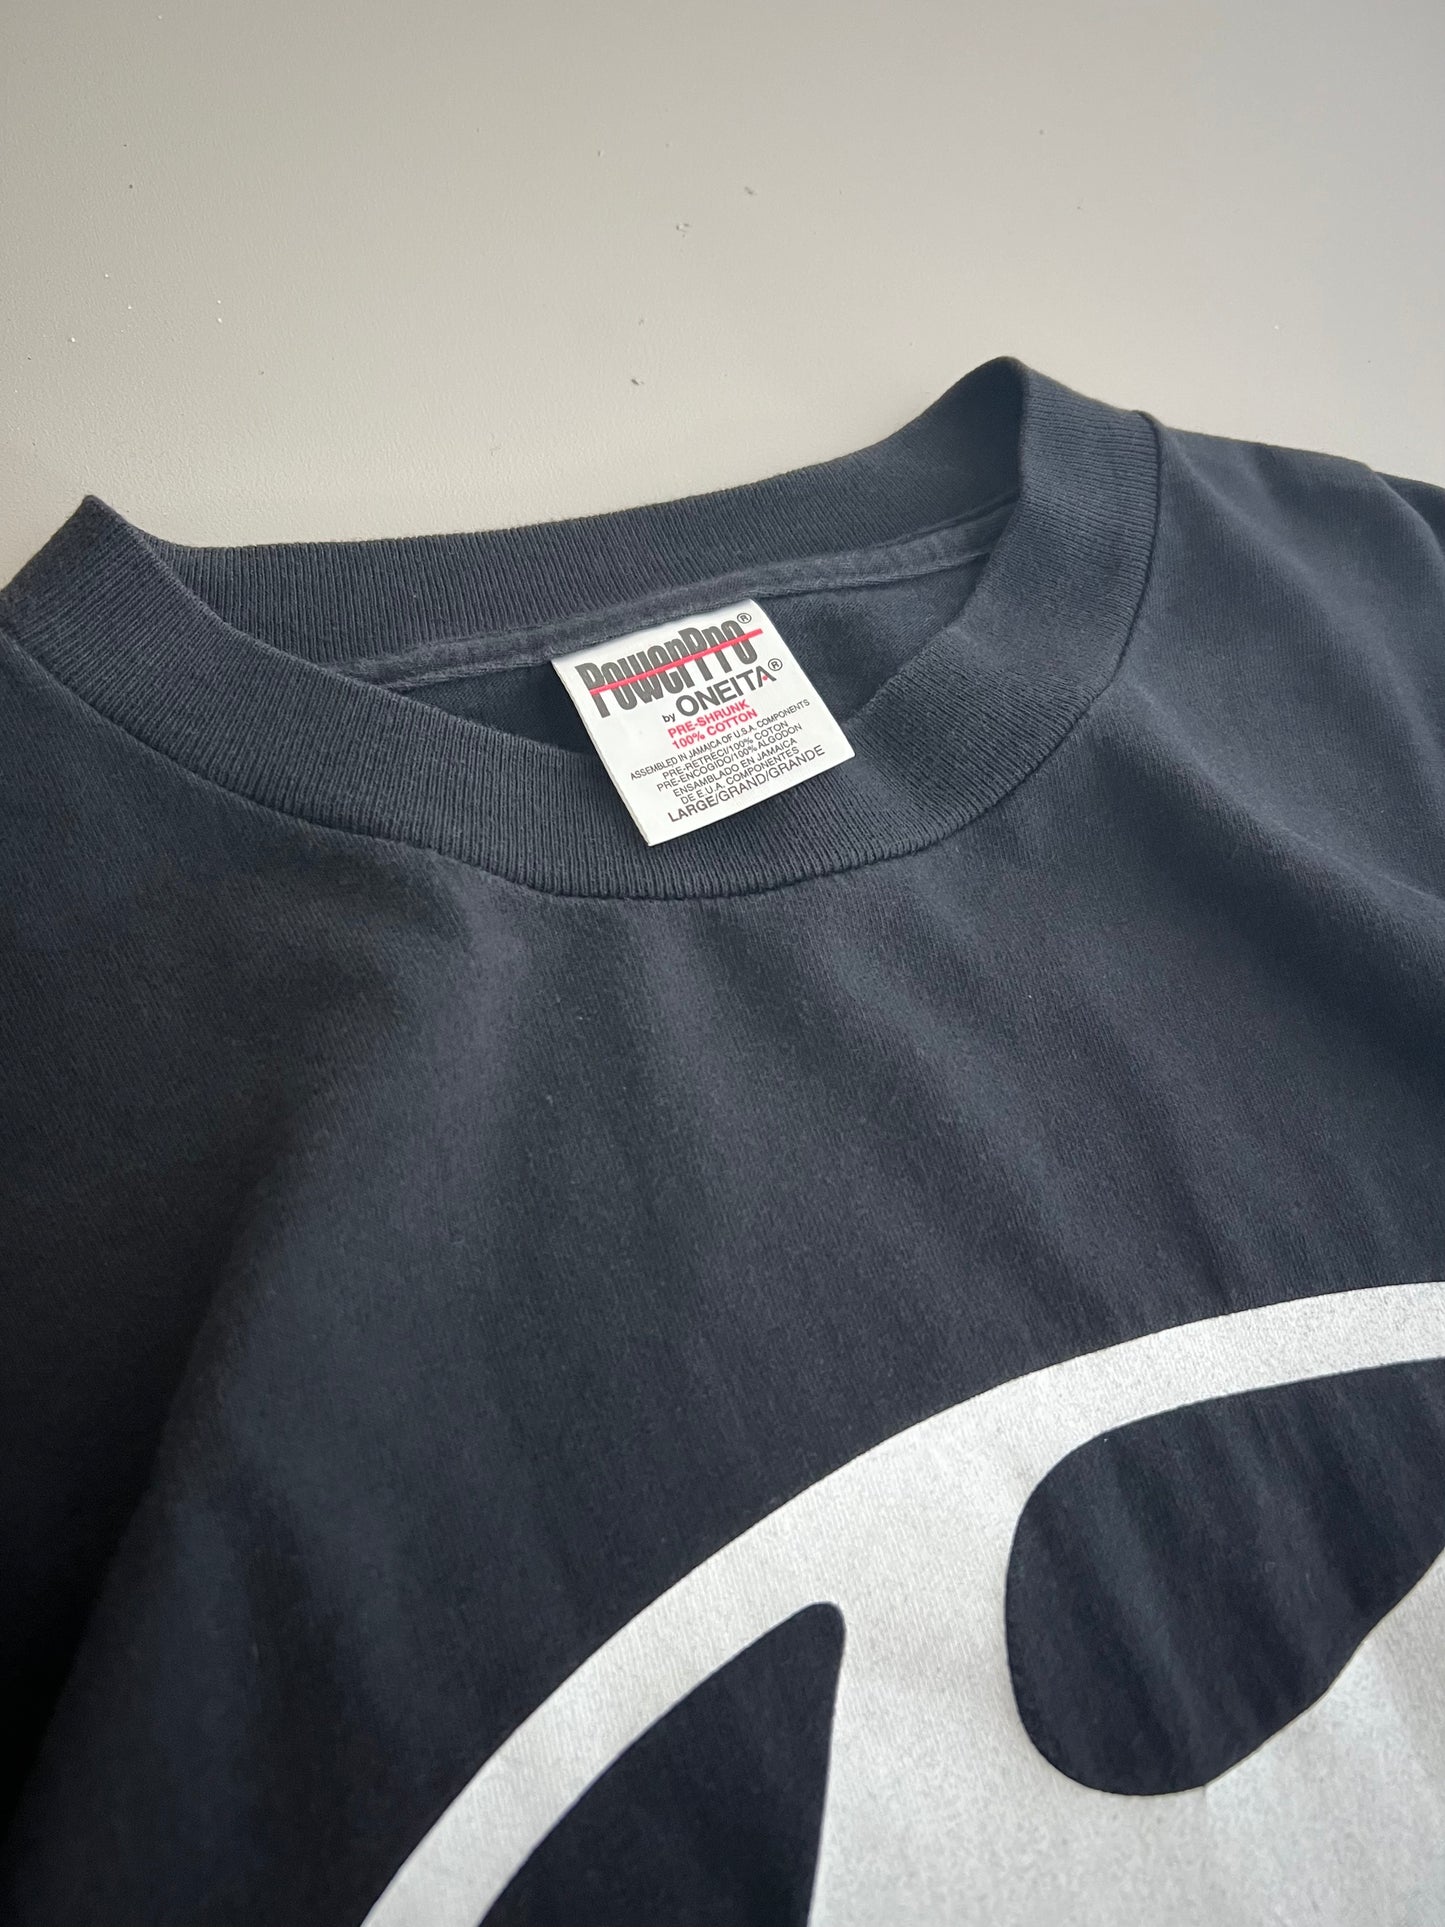 PowerPro®
by ONEITA®
PRE-SHRUNK
100% COTTON
ASSEMBLED IN JAMAICA OF U.S.A. COMPONENTS
PRE-RETRECI/100% COTON
PRE-ENCOGIDO/100% ALGODON
ENSAMBLADO EN JAMAICA
DE E.U.A. COMPONENTES
LARGE/GRAND/GRANDE